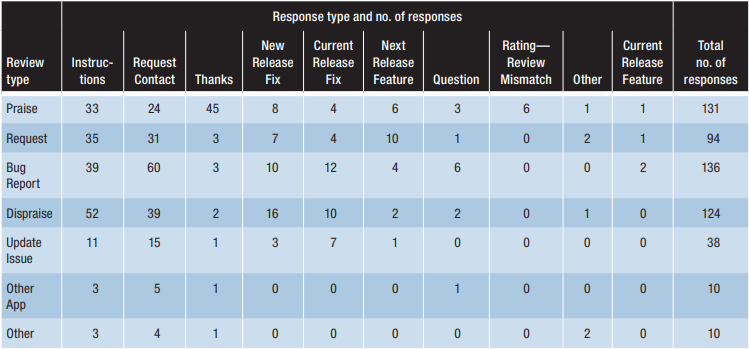 Response type and no. of responses
Review type | Instruc-tions | Request Contact | Thanks | New Release Fix | Current Release Fix | Next Release Feature | Question | Rating—Review Mismatch | Other | Current Release Feature | Total no. of responses
Praise 33 24 45 8 4 6 3 6 1 1 131
Request 35 31 3 7 4 10 1 0 2 1 94
Bug Report 39 60 3 10 12 4 6 0 0 2 136
Dispraise 52 39 2 16 10 2 2 0 1 0 124
Update Issue 11 15 1 3 7 1 0 0 0 0 38
Other App 3 5 1 0 0 0 1 0 0 0 10
Other 3 4 1 0 0 0 0 0 2 0 10